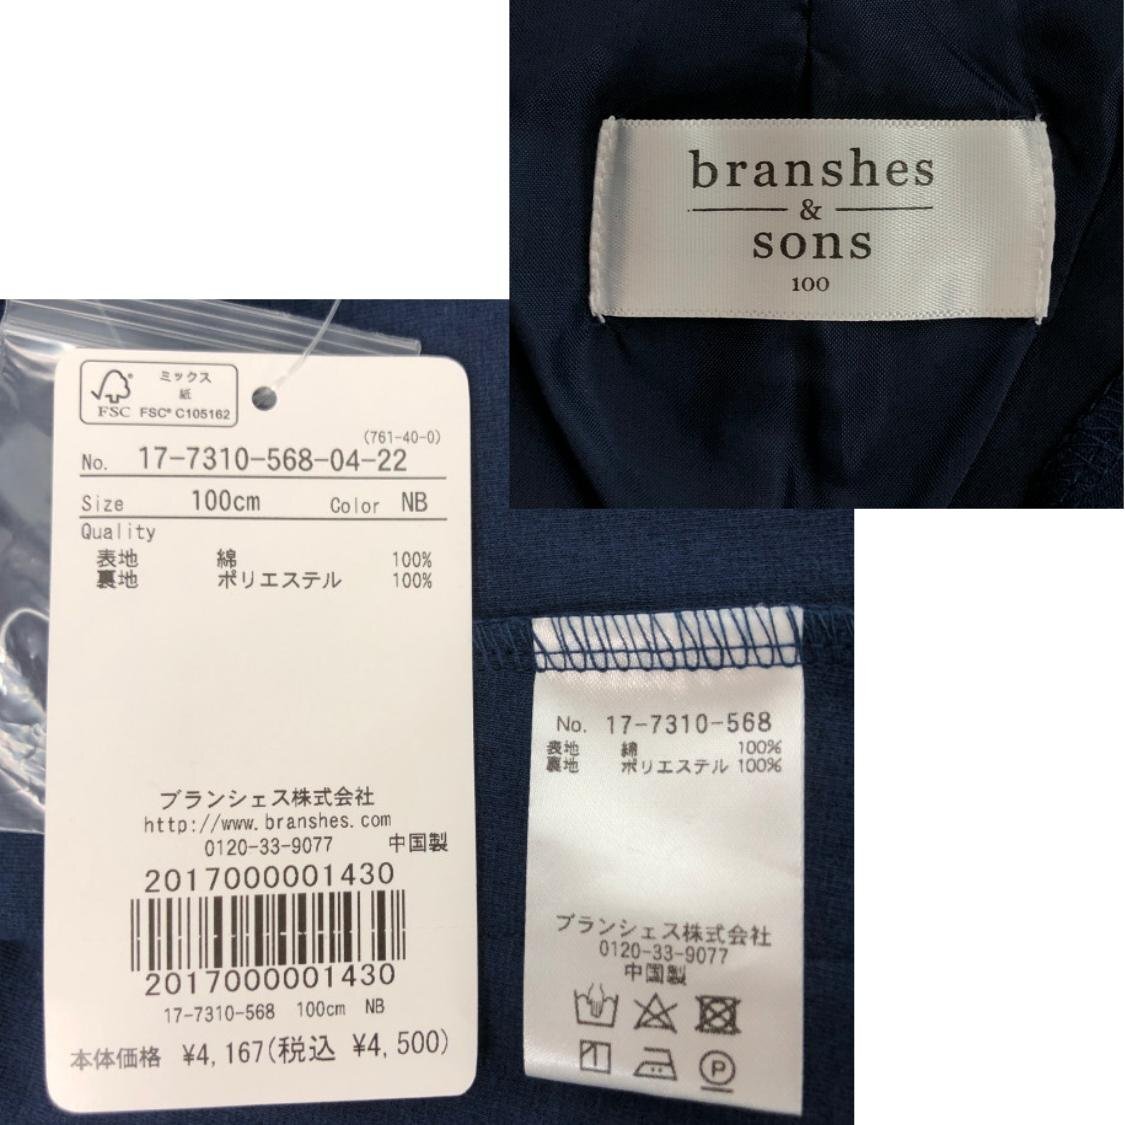 branshes
&
sons
100
ミックス
紙
FSC FSC® C105162
(761-40-0)
No. 17-7310-568-04-22
Size 100cm Color NB
Quality
表地 綿 100%
裏地 ポリエステル 100%
ブランシェス株式会社
http://www.branshes.com
0120-33-9077 中国製
2017000001430
2017000001430
17-7310-568 100cm NB
本体価格 ¥4,167(税込 ¥4,500)
No. 17-7310-568
表地 綿 100%
裏地 ポリエステル 100%
ブランシェス株式会社
0120-33-9077
中国製
P